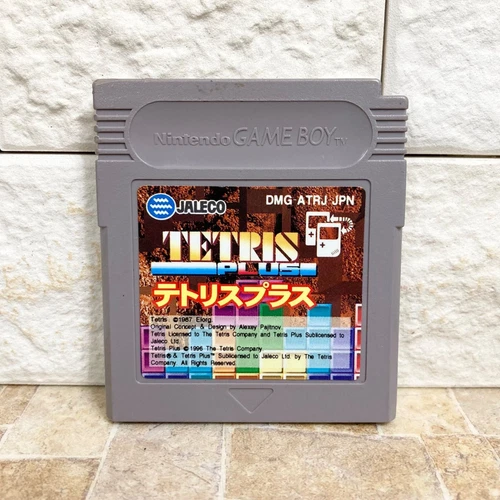 Nintendo GAME BOY TM
JALECO
DMG-ATRJ-JPN
TETRIS
PLUS
テトリスプラス
Tetris ©1987 Elorg.
Original Concept & Design by Alexey Pajitnov
Tetris Licensed to The Tetris Company and Tetris Plus Sublicensed to
Jaleco Ltd.
Tetris Plus ©1996 The Tetris Company.
Tetris® & Tetris Plus™ Sublicensed to Jaleco Ltd. by The Tetris
Company. All Rights Reserved.